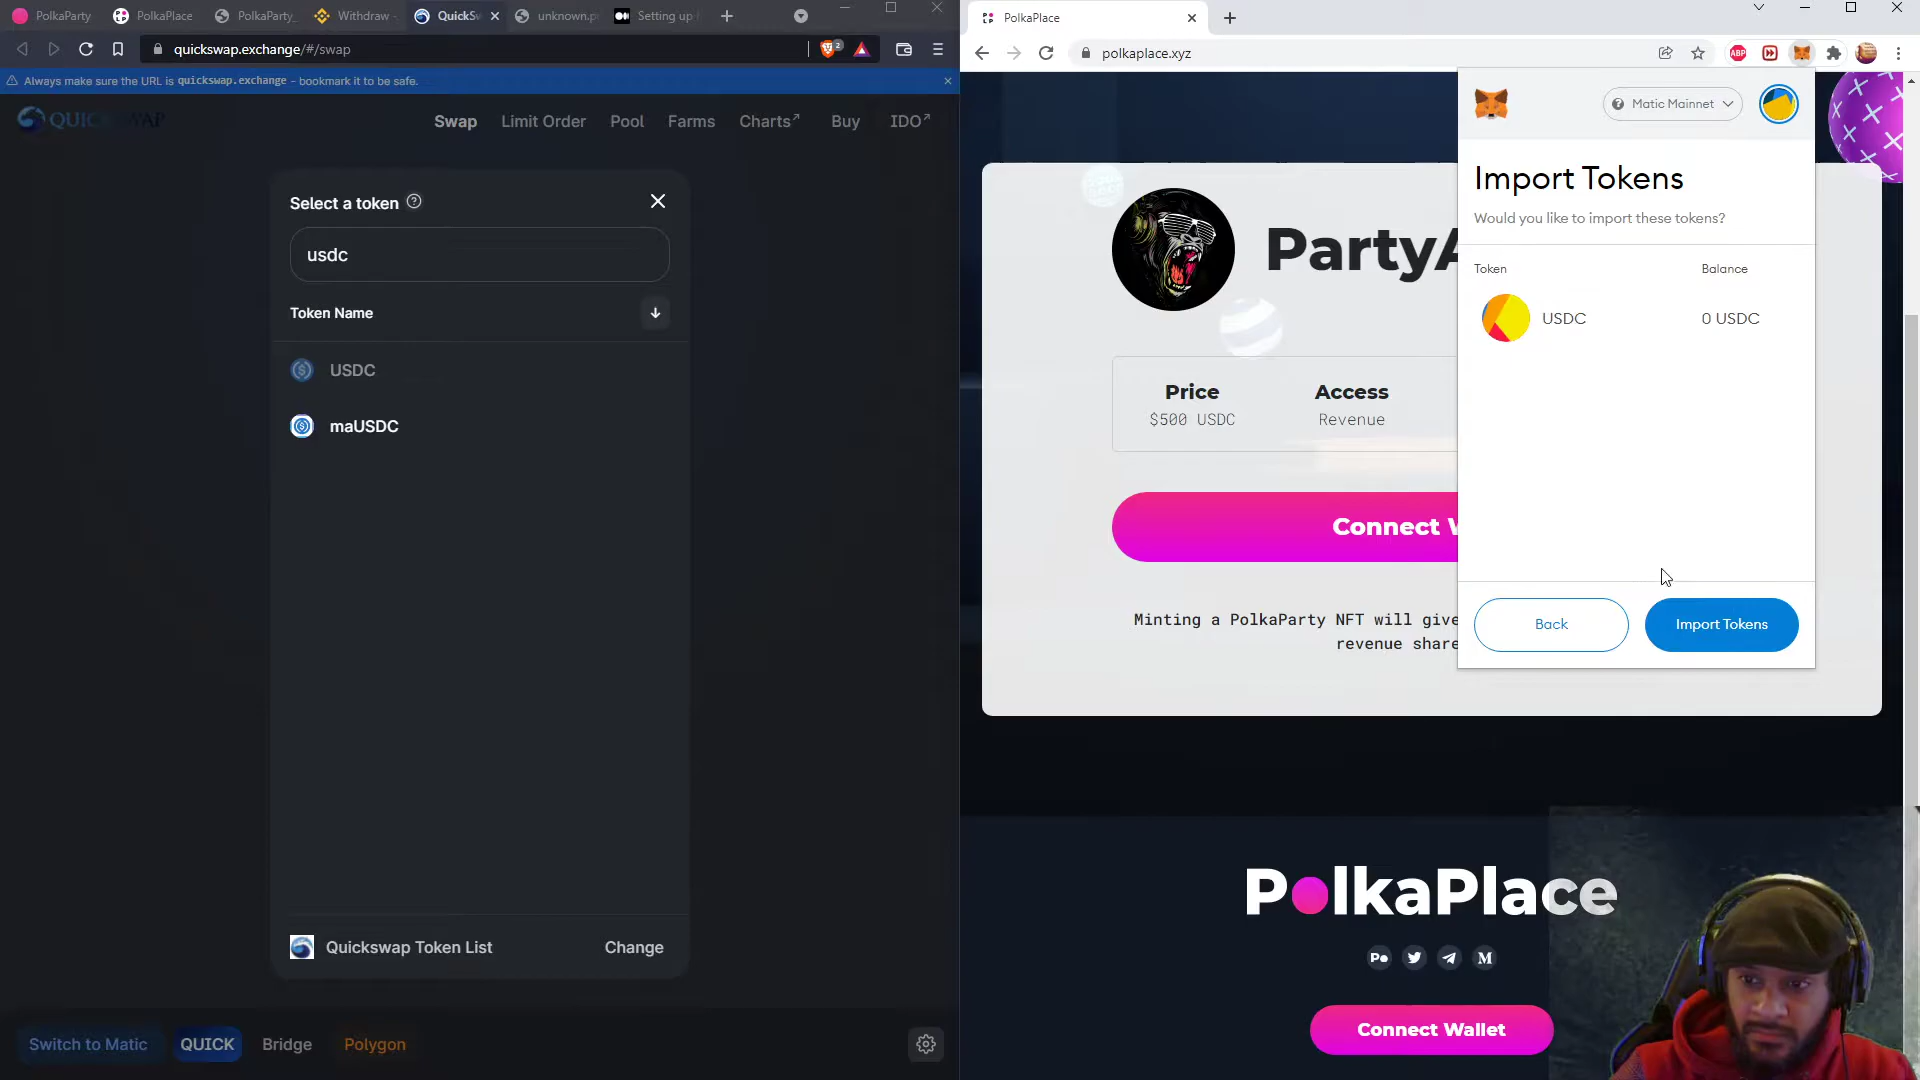 PolkaParty
PolkaPlace
PolkaParty_
Withdraw -
QuickSw
unknown.p
Setting up
quickswap.exchange/#/swap
2
Always make sure the URL is quickswap.exchange - bookmark it to be safe.
QUICKSWAP
Swap
Limit Order
Pool
Farms
Charts↗
Buy
IDO↗
Select a token ?
usdc
Token Name
USDC
maUSDC
Quickswap Token List
Change
Switch to Matic
QUICK
Bridge
Polygon
PolkaPlace
polkaplace.xyz
ABP
PartyA
Price
$500 USDC
Access
Revenue
Connect W
Minting a PolkaParty NFT will give
revenue share
Matic Mainnet
Import Tokens
Would you like to import these tokens?
Token
Balance
USDC
0 USDC
Back
Import Tokens
PolkaPlace
Connect Wallet